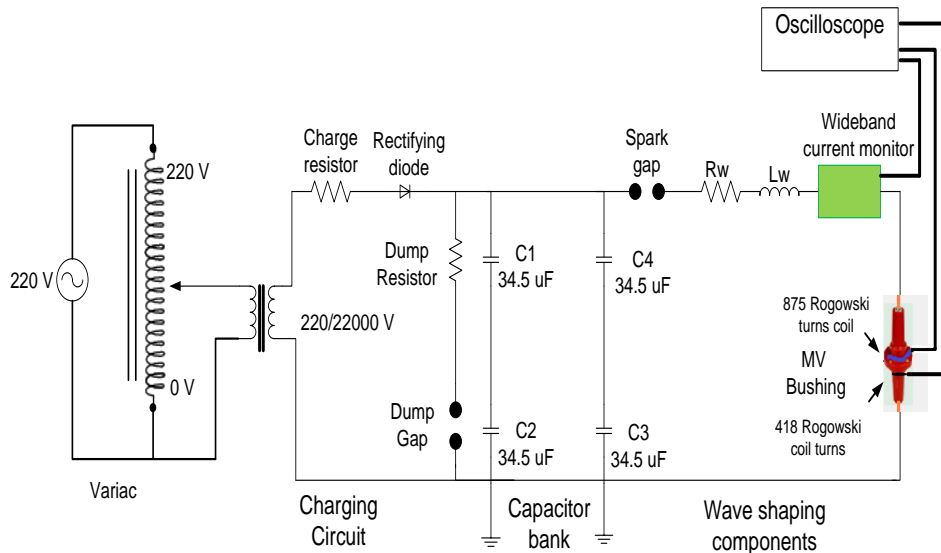 Oscilloscope
Wideband
current monitor
Spark
gap
Rw
Lw
Charge
resistor
Rectifying
diode
220 V
220 V
0 V
Variac
220/22000 V
Dump
Resistor
Dump
Gap
C1
34.5 uF
C4
34.5 uF
C2
34.5 uF
C3
34.5 uF
875 Rogowski
turns coil
MV
Bushing
418 Rogowski
coil turns
Charging
Circuit
Capacitor
bank
Wave shaping
components